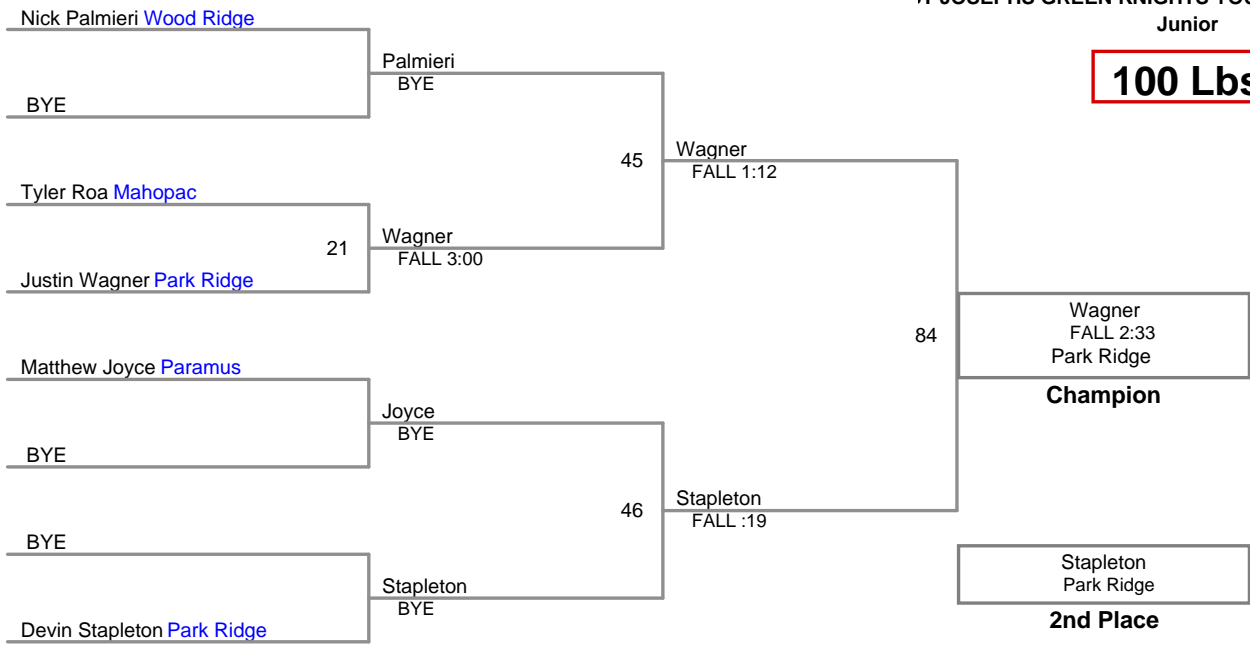 GREEN KNIGHTS
Junior
100 Lbs
Nick Palmieri Wood Ridge
Palmieri
BYE
BYE
45
Wagner
FALL 1:12
Tyler Roa Mahopac
21
Wagner
FALL 3:00
Justin Wagner Park Ridge
84
Wagner
FALL 2:33
Park Ridge
Champion
Matthew Joyce Paramus
Joyce
BYE
BYE
46
Stapleton
FALL :19
BYE
Stapleton
BYE
Devin Stapleton Park Ridge
Stapleton
Park Ridge
2nd Place